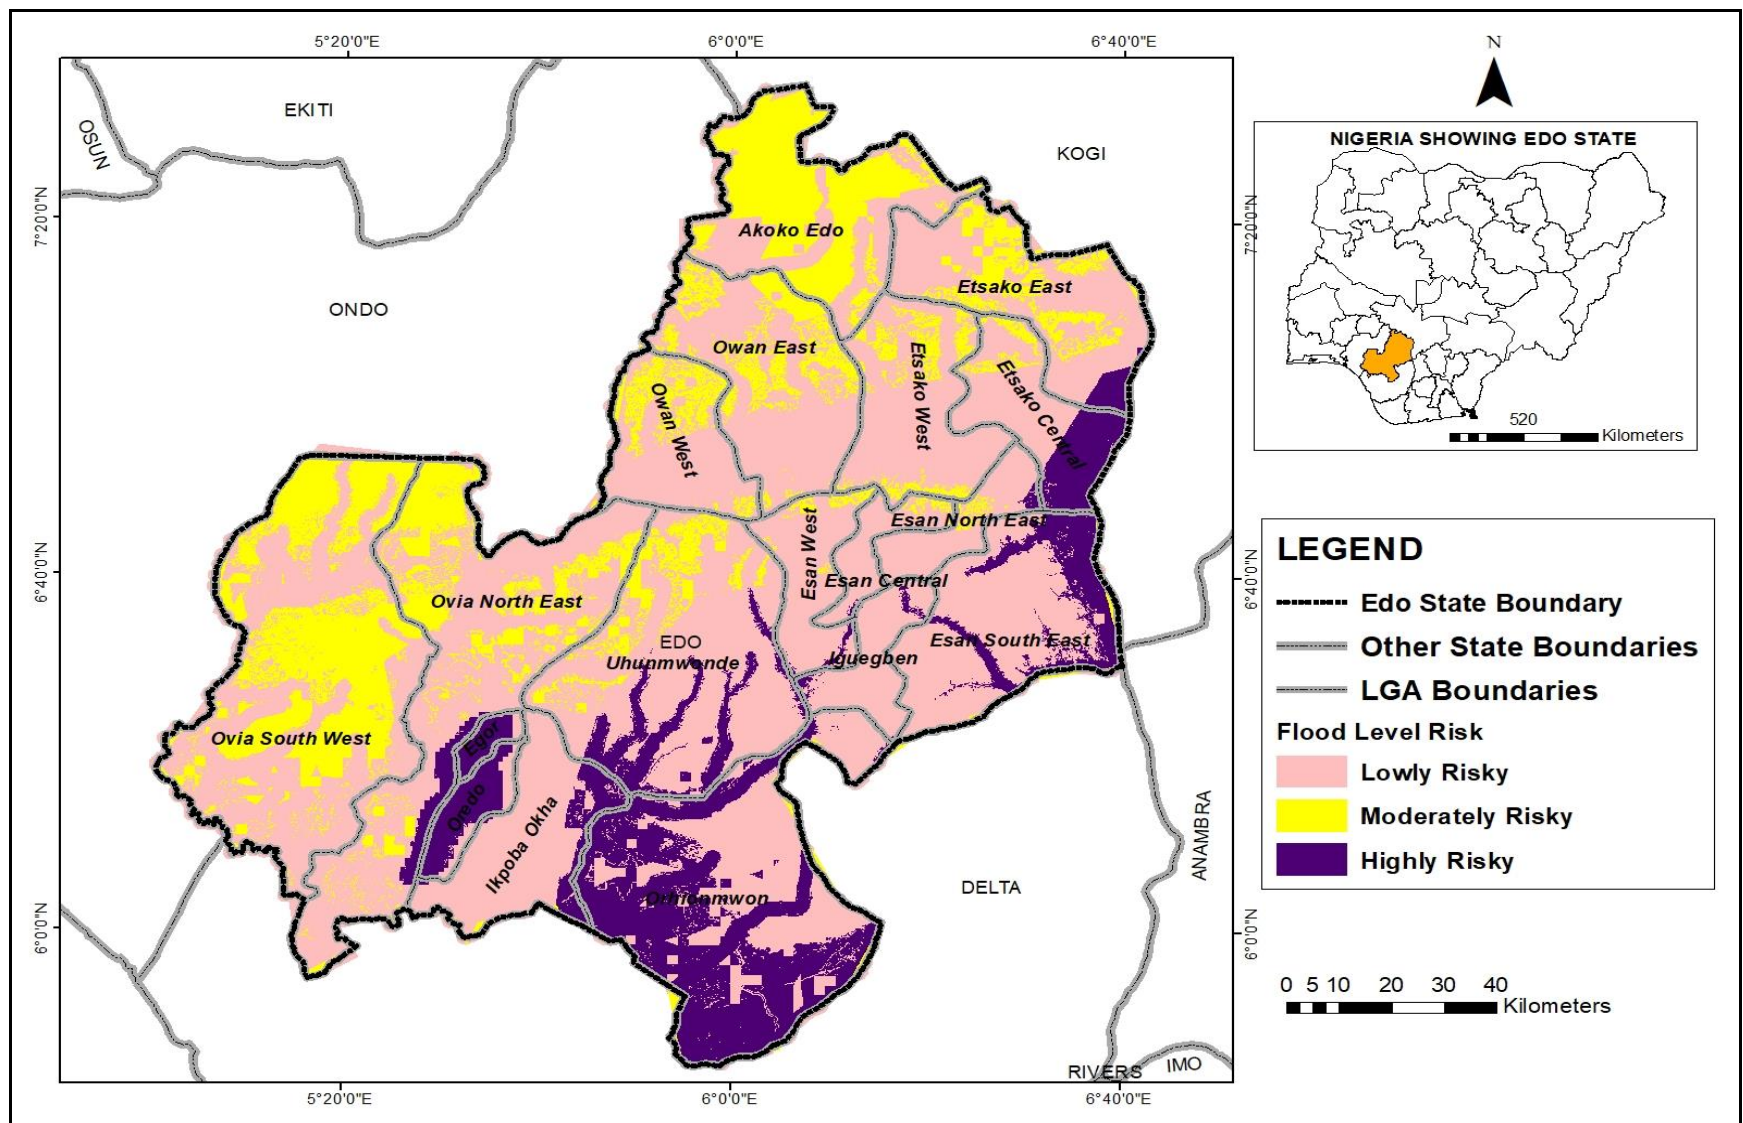 5°20'0"E
6°0'0"E
6°40'0"E
N
EKITI
OSUN
KOGI
NIGERIA SHOWING EDO STATE
7°20'0"N
7°20'0"N
Akoko Edo
Etsako East
ONDO
Owan East
Etsako West
Etsako Central
Owan West
520
Kilometers
Esan West
Esan North East
LEGEND
6°40'0"N
6°40'0"N
Esan Central
Ovia North East
Edo State Boundary
EDO
Esan South East
Uhunmwonde
Iguegben
Other State Boundaries
LGA Boundaries
Flood Level Risk
Ovia South West
Egor
Lowly Risky
Oredo
Moderately Risky
Ikpoba Okha
ANAMBRA
Highly Risky
DELTA
Orhionmwon
6°0'0"N
6°0'0"N
0 5 10 20 30 40
Kilometers
RIVERS
IMO
5°20'0"E
6°0'0"E
6°40'0"E